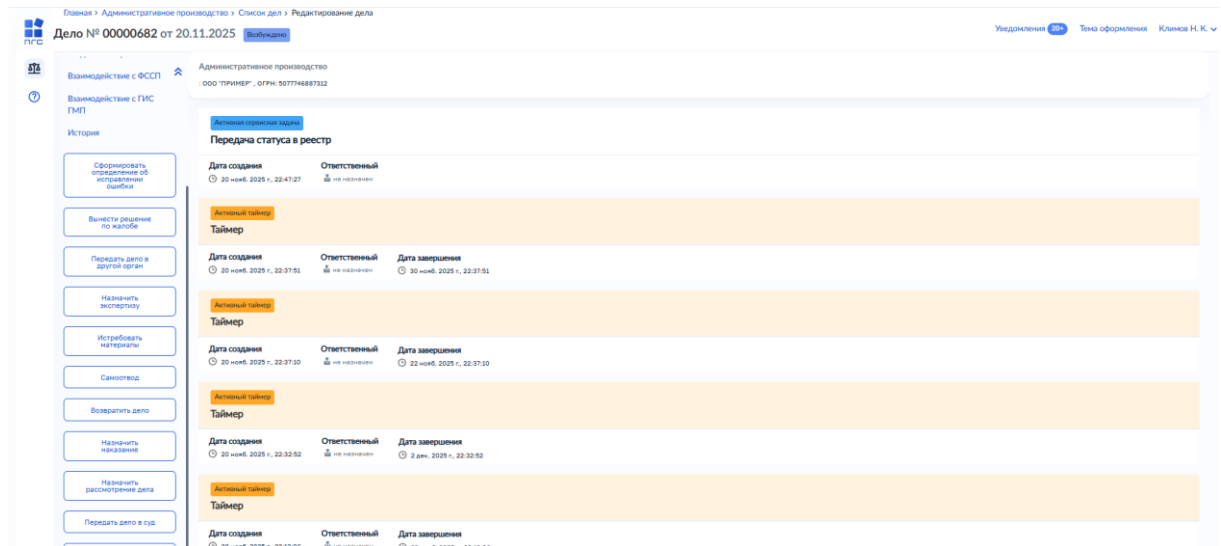 Главная › Административное производство › Список дел › Редактирование дела
ПГС
Дело № 00000682 от 20.11.2025 Возбуждено
Уведомления 20+ Тема оформления Климов Н. К.
Взаимодействие с ФССП
Взаимодействие с ГИС
ГМП
История
Сформировать
определение об
исправлении
ошибки
Вынести решение
по жалобе
Передать дело в
другой орган
Назначить
экспертизу
Истребовать
материалы
Самоотвод
Возвратить дело
Назначить
наказание
Назначить
рассмотрение дела
Передать дело в суд
Административное производство
: ООО "ПРИМЕР" , ОГРН: 5077746887312
Активная сервисная задача
Передача статуса в реестр
Дата создания Ответственный
20 нояб. 2025 г., 22:47:27 не назначен
Активный таймер
Таймер
Дата создания Ответственный Дата завершения
20 нояб. 2025 г., 22:37:51 не назначен 30 нояб. 2025 г., 22:37:51
Активный таймер
Таймер
Дата создания Ответственный Дата завершения
20 нояб. 2025 г., 22:37:10 не назначен 22 нояб. 2025 г., 22:37:10
Активный таймер
Таймер
Дата создания Ответственный Дата завершения
20 нояб. 2025 г., 22:32:52 не назначен 2 дек. 2025 г., 22:32:52
Активный таймер
Таймер
Дата создания Ответственный Дата завершения